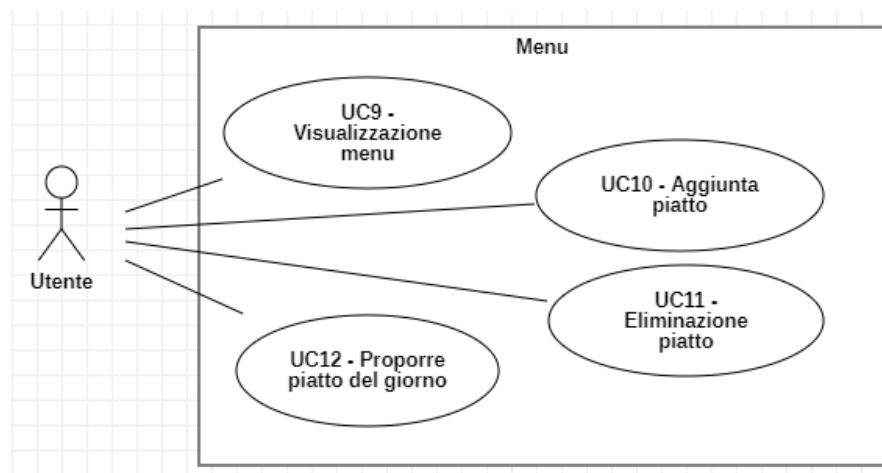 Menu
UC9 -
Visualizzazione
menu
UC10 - Aggiunta
piatto
Utente
UC11 -
Eliminazione
piatto
UC12 - Proporre
piatto del giorno